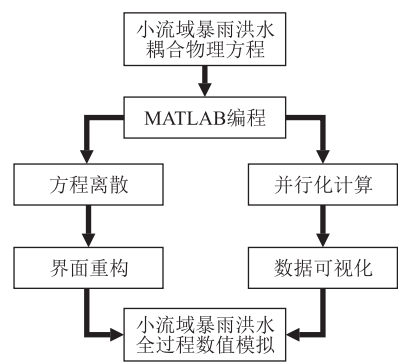 小流域暴雨洪水
耦合物理方程
MATLAB编程
方程离散
并行化计算
界面重构
数据可视化
小流域暴雨洪水
全过程数值模拟